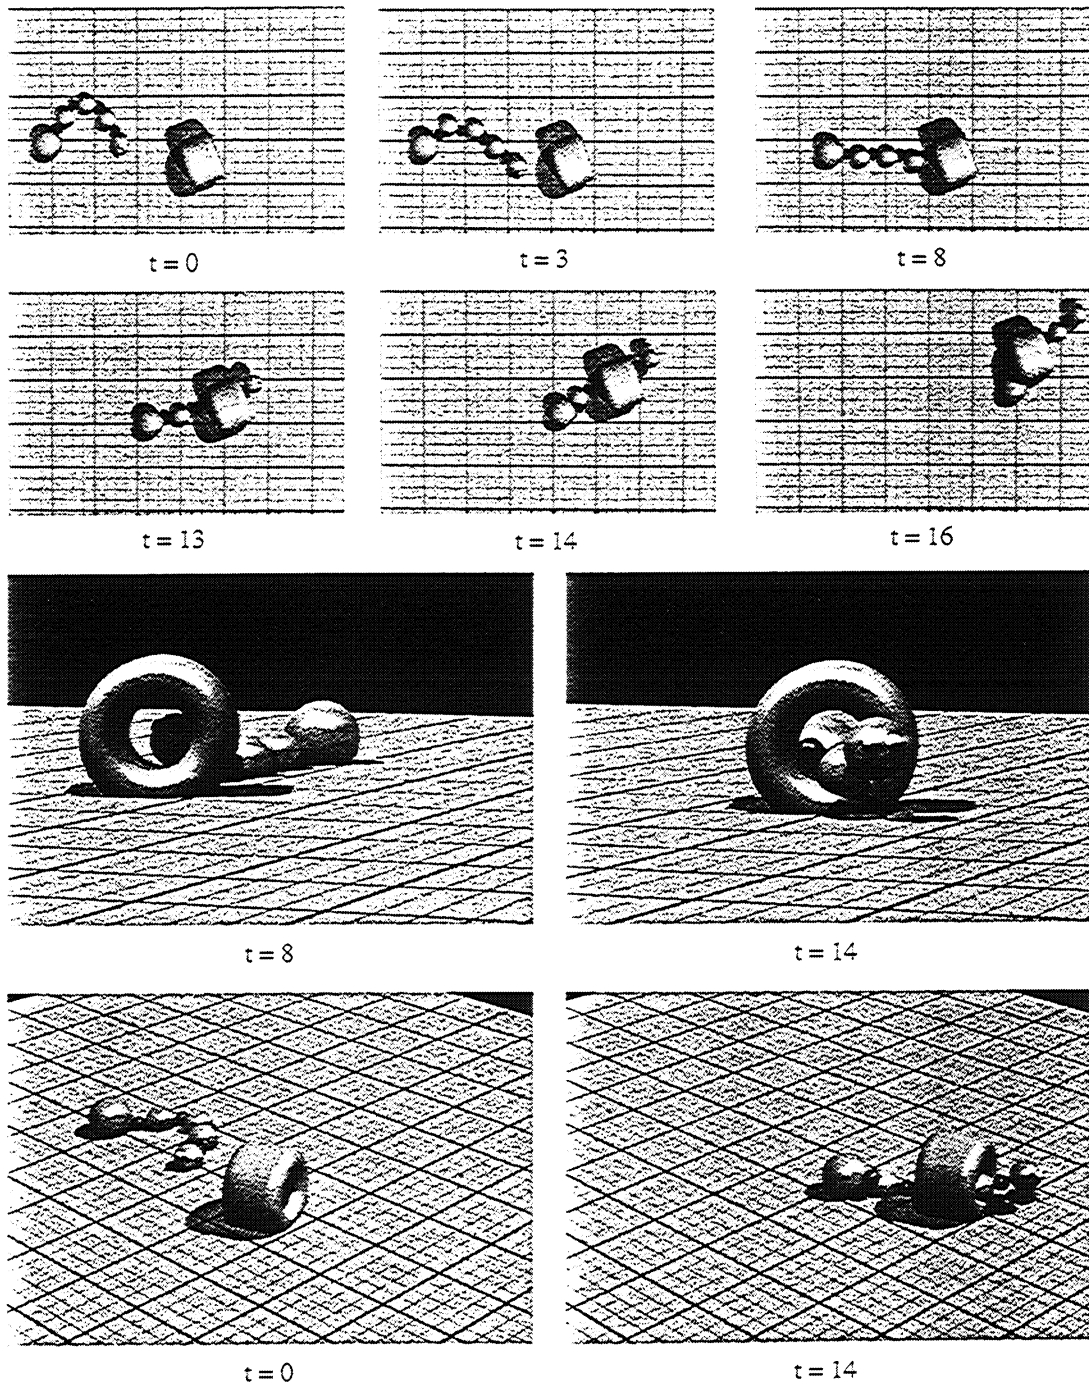 t = 0 t = 3 t = 8
t = 13 t = 14 t = 16
t = 8 t = 14
t = 0 t = 14